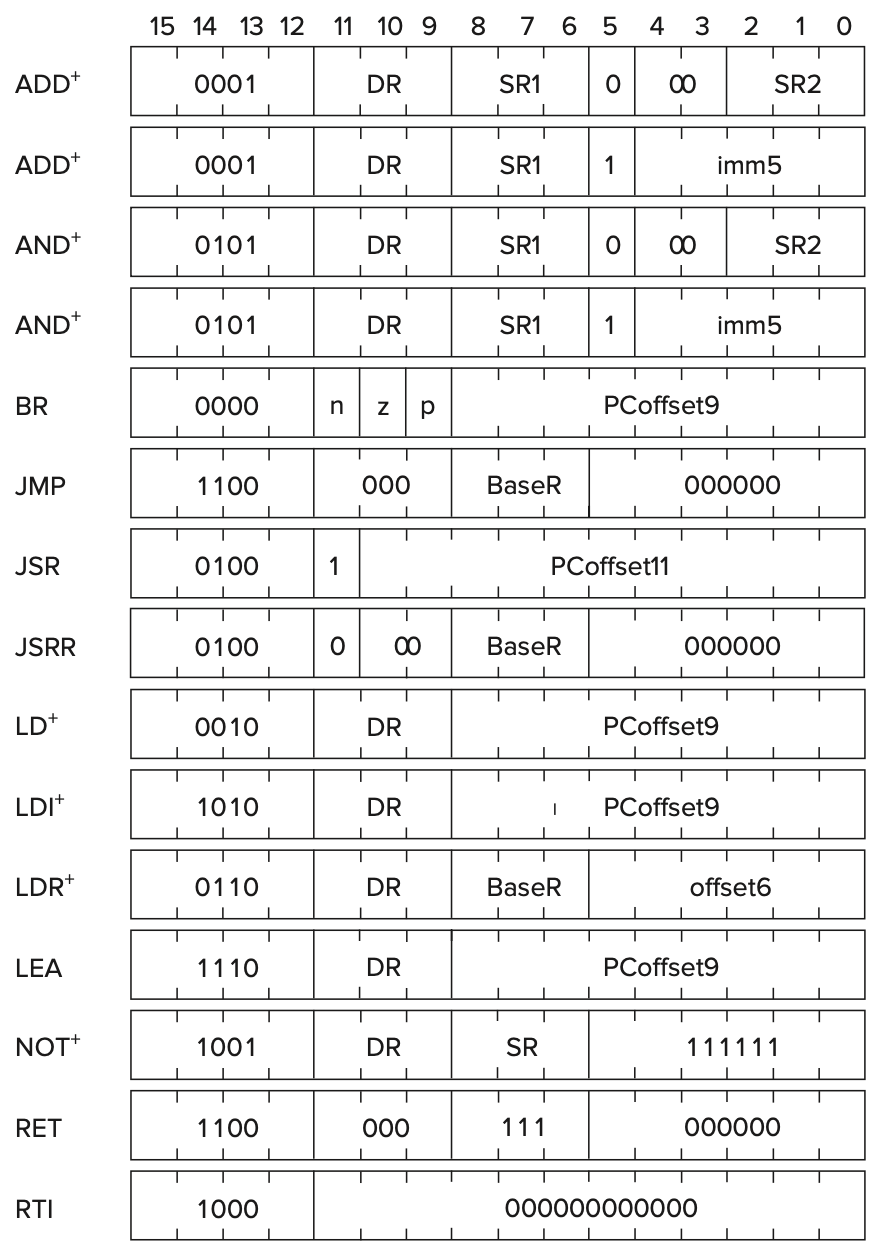 15 14 13 12 11 10 9 8 7 6 5 4 3 2 1 0
ADD+ 0001 DR SR1 0 00 SR2
ADD+ 0001 DR SR1 1 imm5
AND+ 0101 DR SR1 0 00 SR2
AND+ 0101 DR SR1 1 imm5
BR 0000 n z p PCoffset9
JMP 1100 000 BaseR 000000
JSR 0100 1 PCoffset11
JSRR 0100 0 00 BaseR 000000
LD+ 0010 DR PCoffset9
LDI+ 1010 DR PCoffset9
LDR+ 0110 DR BaseR offset6
LEA 1110 DR PCoffset9
NOT+ 1001 DR SR 111111
RET 1100 000 111 000000
RTI 1000 000000000000